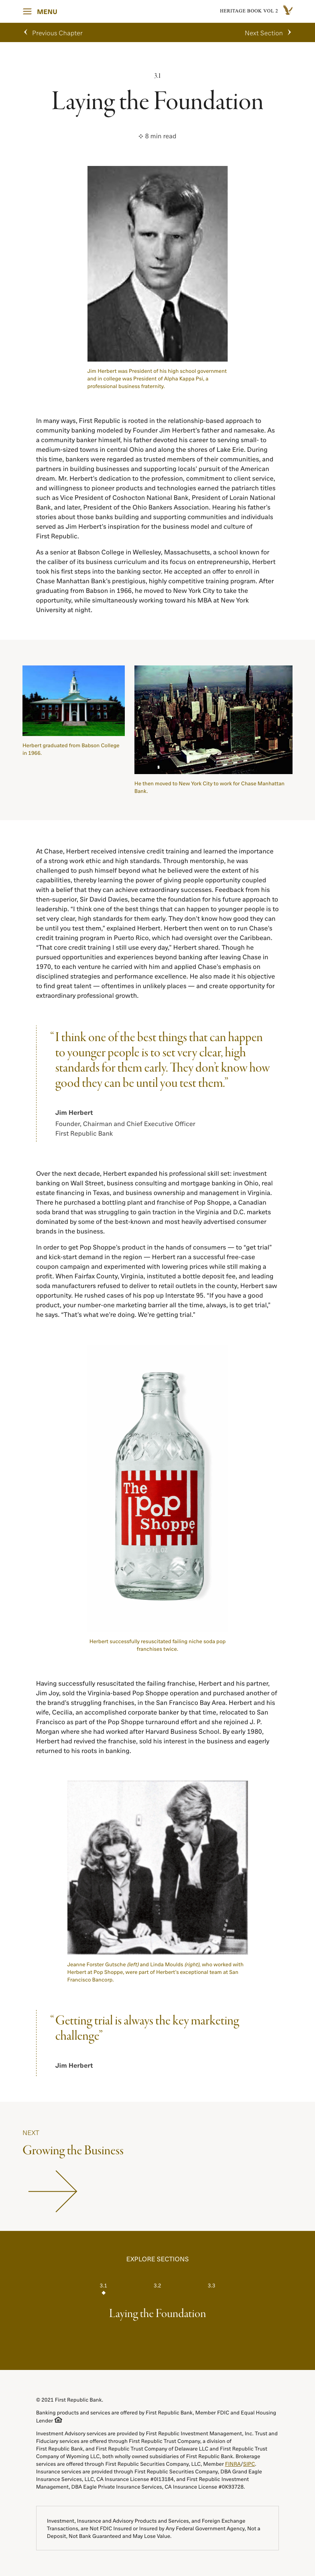 MENU
HERITAGE BOOK VOL 2
Previous Chapter
Next Section
3.1
Laying the Foundation
8 min read
Jim Herbert was President of his high school government
and in college was President of Alpha Kappa Psi, a
professional business fraternity.
In many ways, First Republic is rooted in the relationship-based approach to
community banking modeled by Founder Jim Herbert's father and namesake. As
a community banker himself, his father devoted his career to serving small- to
medium-sized towns in central Ohio and along the shores of Lake Erie. During
this time, bankers were regarded as trusted members of their communities, and
partners in building businesses and supporting locals' pursuit of the American
dream. Mr. Herbert's dedication to the profession, commitment to client service,
and willingness to pioneer products and technologies earned the patriarch titles
such as Vice President of Coshocton National Bank, President of Lorain National
Bank, and later, President of the Ohio Bankers Association. Hearing his father's
stories about those banks building and supporting communities and individuals
served as Jim Herbert's inspiration for the business model and culture of
First Republic.
As a senior at Babson College in Wellesley, Massachusetts, a school known for
the caliber of its business curriculum and its focus on entrepreneurship, Herbert
took his first steps into the banking sector. He accepted an offer to enroll in
Chase Manhattan Bank's prestigious, highly competitive training program. After
graduating from Babson in 1966, he moved to New York City to take the
opportunity, while simultaneously working toward his MBA at New York
University at night.
Herbert graduated from Babson College
in 1966.
He then moved to New York City to work for Chase Manhattan
Bank.
At Chase, Herbert received intensive credit training and learned the importance
of a strong work ethic and high standards. Through mentorship, he was
challenged to push himself beyond what he believed were the extent of his
capabilities, thereby learning the power of giving people opportunity coupled
with a belief that they can achieve extraordinary successes. Feedback from his
then-superior, Sir David Davies, became the foundation for his future approach to
leadership. "I think one of the best things that can happen to younger people is to
set very clear, high standards for them early. They don't know how good they can
be until you test them," explained Herbert. Herbert then went on to run Chase's
credit training program in Puerto Rico, which had oversight over the Caribbean.
"That core credit training I still use every day," Herbert shared. Though he
pursued opportunities and experiences beyond banking after leaving Chase in
1970, to each venture he carried with him and applied Chase's emphasis on
disciplined strategies and performance excellence. He also made it his objective
to find great talent — oftentimes in unlikely places — and create opportunity for
extraordinary professional growth.
"I think one of the best things that can happen
to younger people is to set very clear, high
standards for them early. They don't know how
good they can be until you test them."
Jim Herbert
Founder, Chairman and Chief Executive Officer
First Republic Bank
Over the next decade, Herbert expanded his professional skill set: investment
banking on Wall Street, business consulting and mortgage banking in Ohio, real
estate financing in Texas, and business ownership and management in Virginia.
There he purchased a bottling plant and franchise of Pop Shoppe, a Canadian
soda brand that was struggling to gain traction in the Virginia and D.C. markets
dominated by some of the best-known and most heavily advertised consumer
brands in the business.
In order to get Pop Shoppe's product in the hands of consumers — to "get trial"
and kick-start demand in the region — Herbert ran a successful free-case
coupon campaign and experimented with lowering prices while still making a
profit. When Fairfax County, Virginia, instituted a bottle deposit fee, and leading
soda manufacturers refused to deliver to retail outlets in the county, Herbert saw
opportunity. He rushed cases of his pop up Interstate 95. "If you have a good
product, your number-one marketing barrier all the time, always, is to get trial,"
he says. "That's what we're doing. We're getting trial."
The
Pop
Shoppe
Herbert successfully resuscitated failing niche soda pop
franchises twice.
Having successfully resuscitated the failing franchise, Herbert and his partner,
Jim Joy, sold the Virginia-based Pop Shoppe operation and purchased another of
the brand's struggling franchises, in the San Francisco Bay Area. Herbert and his
wife, Cecilia, an accomplished corporate banker by that time, relocated to San
Francisco as part of the Pop Shoppe turnaround effort and she rejoined J. P.
Morgan where she had worked after Harvard Business School. By early 1980,
Herbert had revived the franchise, sold his interest in the business and eagerly
returned to his roots in banking.
Jeanne Forster Gutsche (left) and Linda Moulds (right), who worked with
Herbert at Pop Shoppe, were part of Herbert's exceptional team at San
Francisco Bancorp.
"Getting trial is always the key marketing
challenge"
Jim Herbert
NEXT
Growing the Business
EXPLORE SECTIONS
3.1
3.2
3.3
Laying the Foundation
© 2021 First Republic Bank.
Banking products and services are offered by First Republic Bank, Member FDIC and Equal Housing
Lender
Investment Advisory services are provided by First Republic Investment Management, Inc. Trust and
Fiduciary services are offered through First Republic Trust Company, a division of
First Republic Bank, and First Republic Trust Company of Delaware LLC and First Republic Trust
Company of Wyoming LLC, both wholly owned subsidiaries of First Republic Bank. Brokerage
services are offered through First Republic Securities Company, LLC, Member FINRA/SIPC.
Insurance services are provided through First Republic Securities Company, DBA Grand Eagle
Insurance Services, LLC, CA Insurance License #0I13184, and First Republic Investment
Management, DBA Eagle Private Insurance Services, CA Insurance License #0K93728.
Investment, Insurance and Advisory Products and Services, and Foreign Exchange
Transactions, are Not FDIC Insured or Insured by Any Federal Government Agency, Not a
Deposit, Not Bank Guaranteed and May Lose Value.